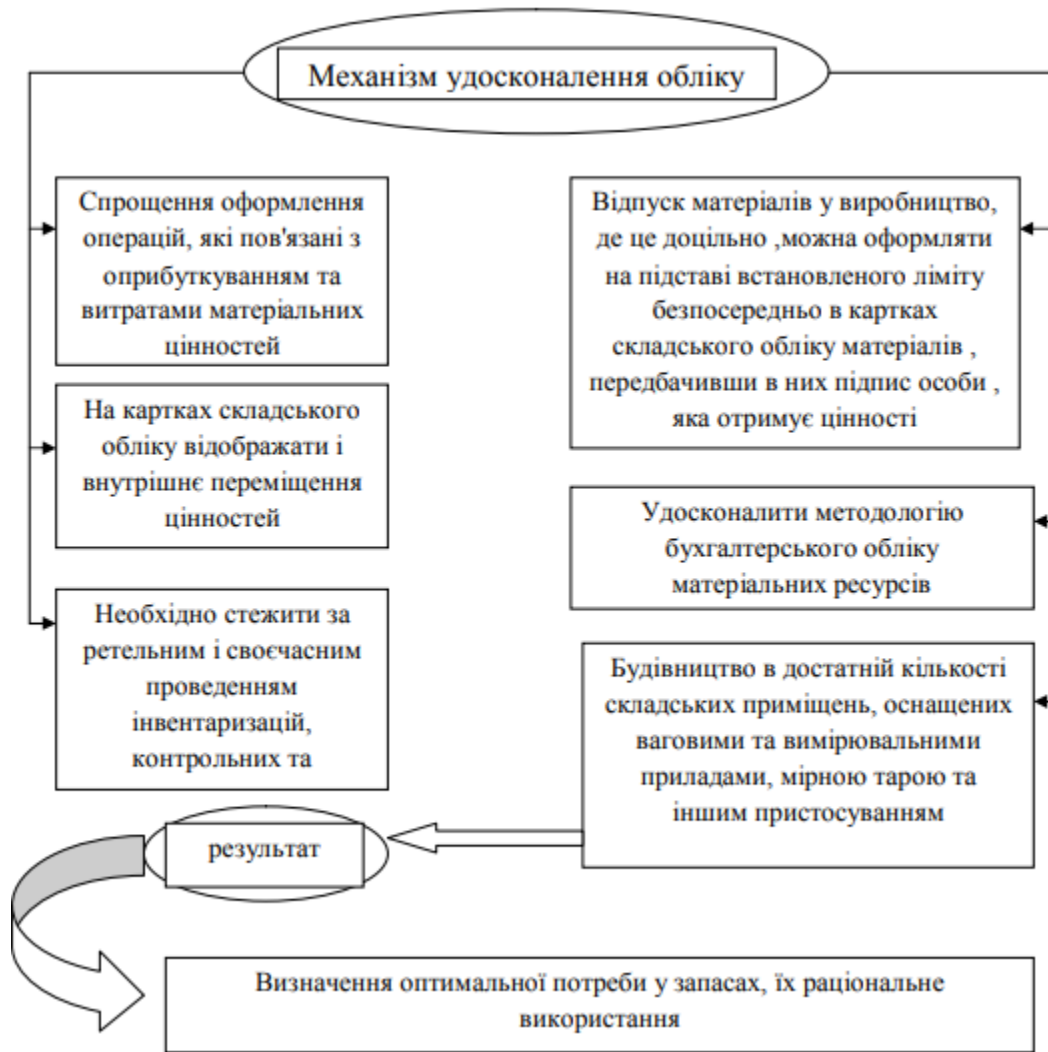 Механізм удосконалення обліку
Спрощення оформлення
операцій, які пов'язані з
оприбуткуванням та
витратами матеріальних
цінностей
На картках складського
обліку відображати і
внутрішнє переміщення
цінностей
Необхідно стежити за
ретельним і своєчасним
проведенням
інвентаризацій,
контрольних та
Відпуск матеріалів у виробництво,
де це доцільно ,можна оформляти
на підставі встановленого ліміту
безпосередньо в картках
складського обліку матеріалів ,
передбачивши в них підпис особи ,
яка отримує цінності
Удосконалити методологію
бухгалтерського обліку
матеріальних ресурсів
Будівництво в достатній кількості
складських приміщень, оснащених
ваговими та вимірювальними
приладами, мірною тарою та
іншим пристосуванням
результат
Визначення оптимальної потреби у запасах, їх раціональне
використання